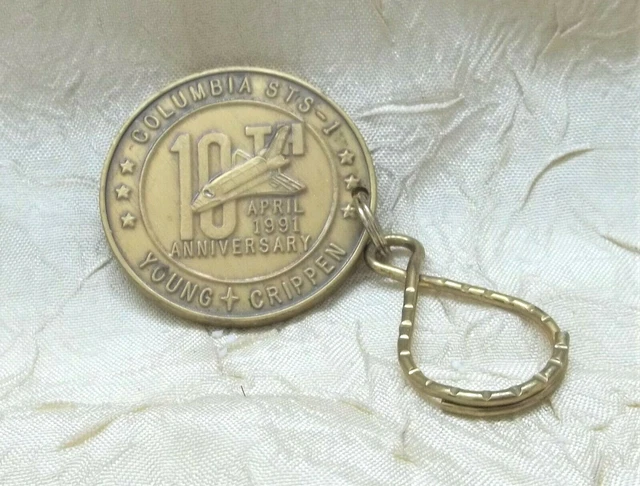 COLUMBIA STS-1
10TH
APRIL
1991
ANNIVERSARY
YOUNG + CRIPPEN